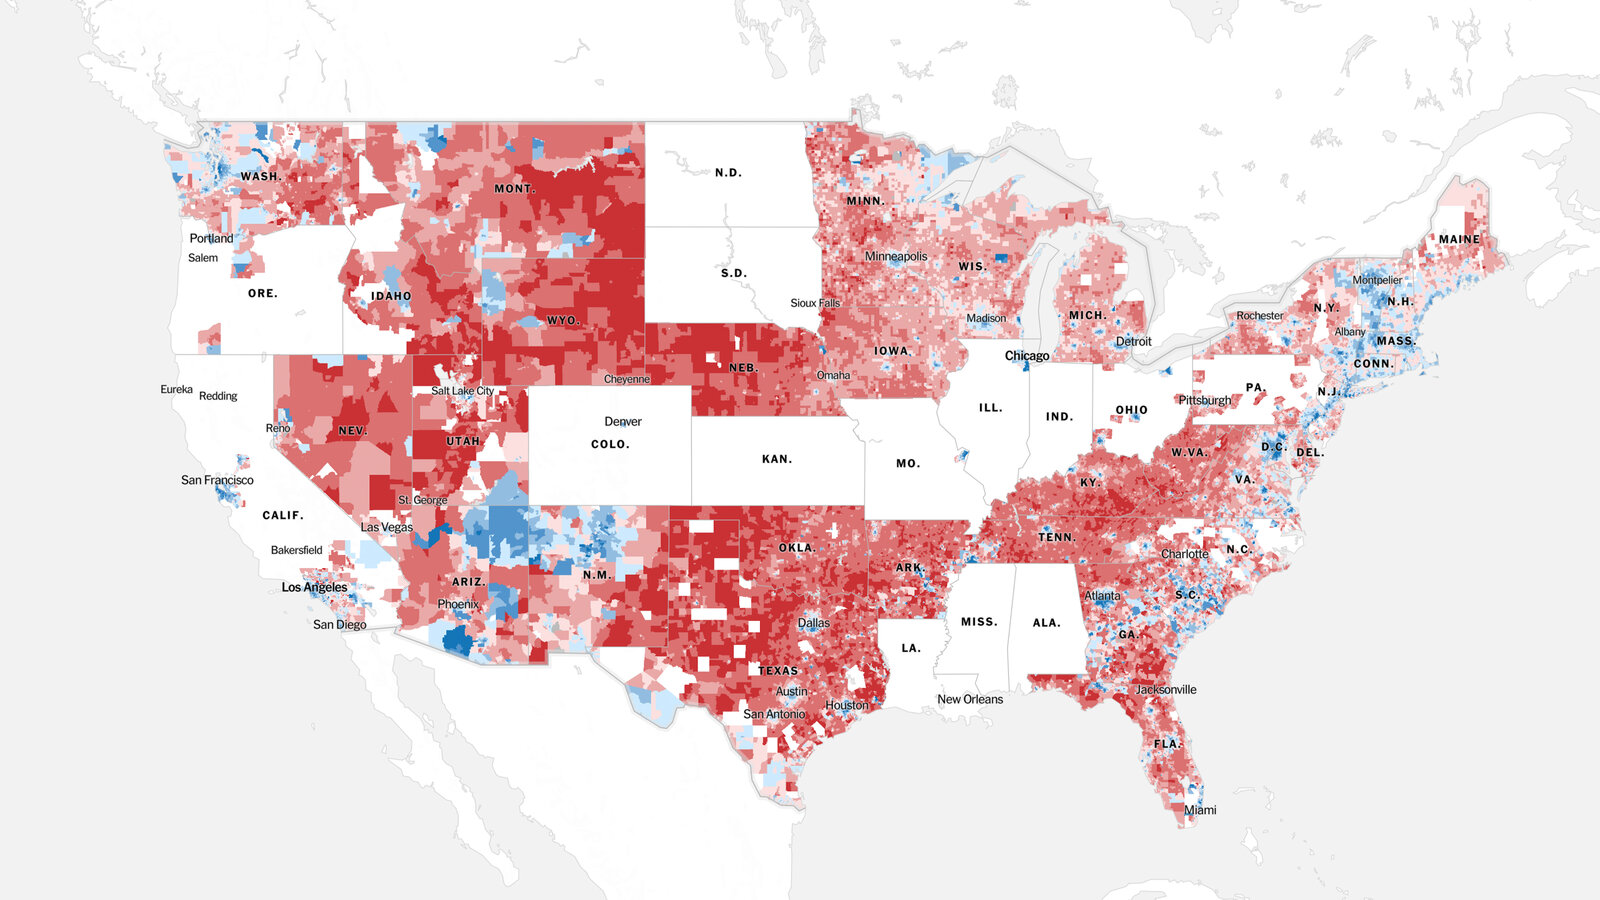 WASH.
MONT.
N.D.
MINN.
MAINE
Portland
Salem
Minneapolis
WIS.
S.D.
Montpelier
ORE.
IDAHO
Sioux Falls
N.H.
N.Y.
WYO.
Madison
MICH.
Rochester
Albany
MASS.
Detroit
IOWA
Chicago
CONN.
NEB.
Omaha
Cheyenne
Eureka
Redding
Salt Lake City
PA.
N.J.
Pittsburgh
ILL.
IND.
OHIO
Reno
NEV.
UTAH
Denver
COLO.
KAN.
MO.
D.C.
DEL.
W.VA.
San Francisco
St. George
KY.
VA.
CALIF.
Las Vegas
TENN.
Bakersfield
OKLA.
Charlotte
N.C.
Los Angeles
ARIZ.
N.M.
ARK.
Atlanta
S.C.
Phoenix
San Diego
Dallas
MISS.
ALA.
GA.
LA.
TEXAS
Austin
Jacksonville
San Antonio
Houston
New Orleans
FLA.
Miami